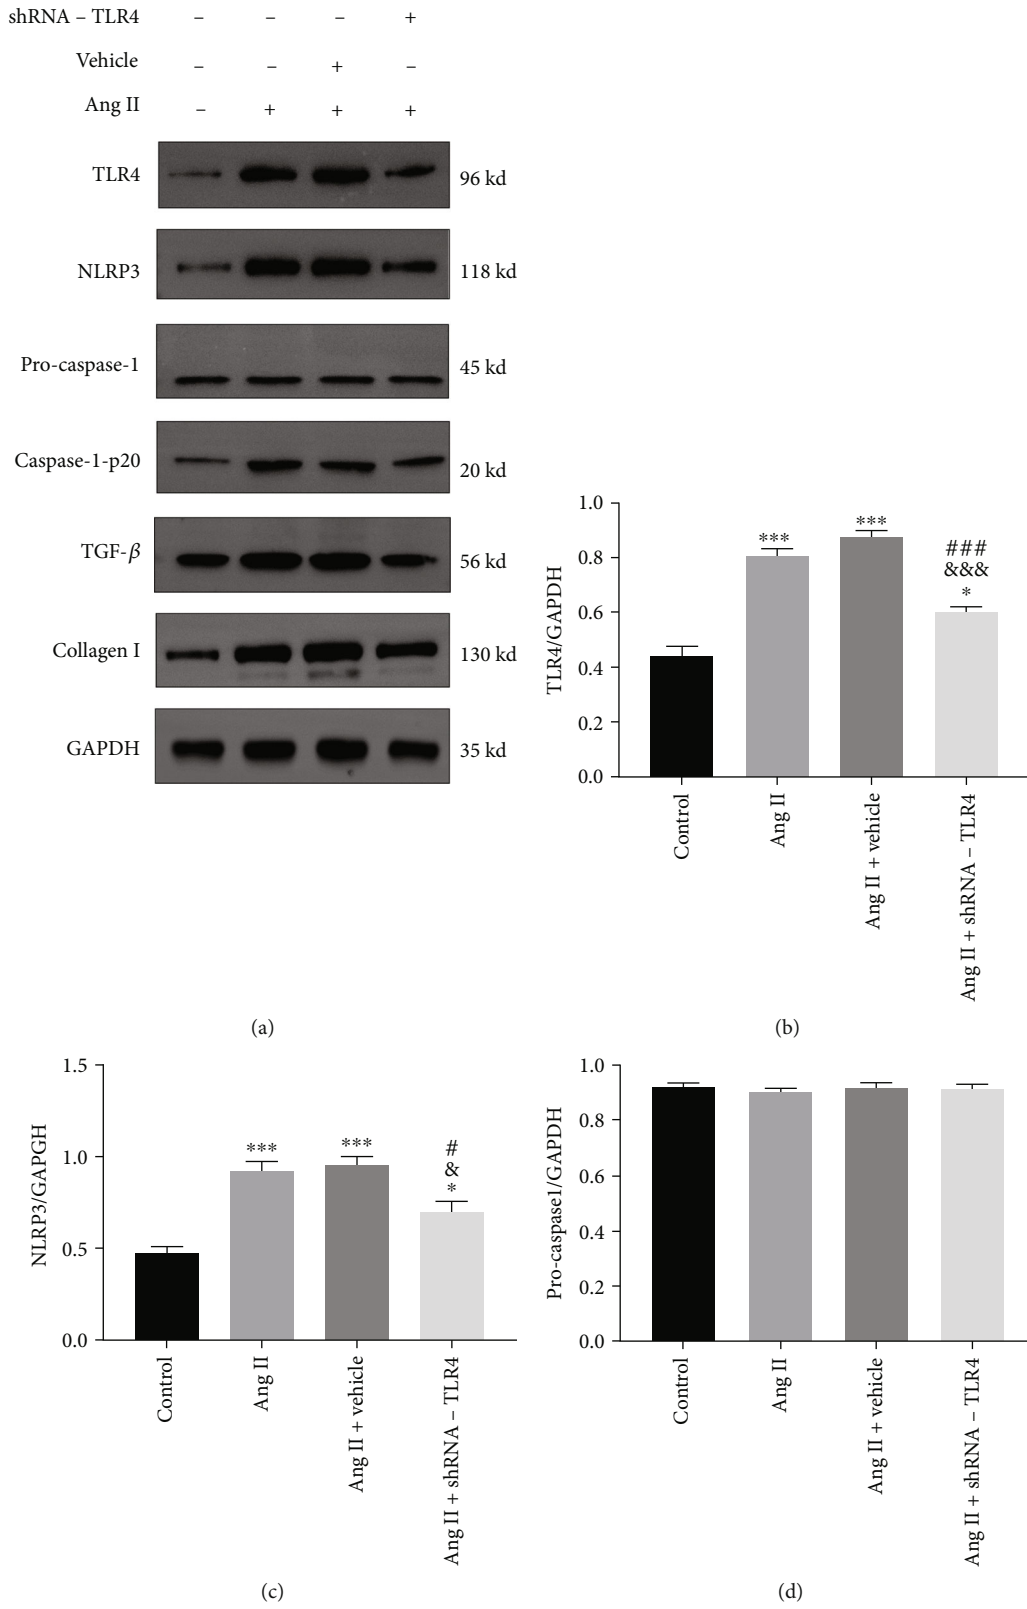 shRNA – TLR4 – – – +
Vehicle – – + –
Ang II – + + +
TLR4 96 kd
NLRP3 118 kd
Pro-caspase-1 45 kd
Caspase-1-p20 20 kd
TGF-β 56 kd
Collagen I 130 kd
GAPDH 35 kd
(a)
TLR4/GAPDH
1.0
0.8
0.6
0.4
0.2
0.0
***
***
###
&&&
*
Control
Ang II
Ang II + vehicle
Ang II + shRNA – TLR4
(b)
NLRP3/GAPGH
1.5
1.0
0.5
0.0
***
***
#
&
*
Control
Ang II
Ang II + vehicle
Ang II + shRNA – TLR4
(c)
Pro-caspase1/GAPDH
1.0
0.8
0.6
0.4
0.2
0.0
Control
Ang II
Ang II + vehicle
Ang II + shRNA – TLR4
(d)